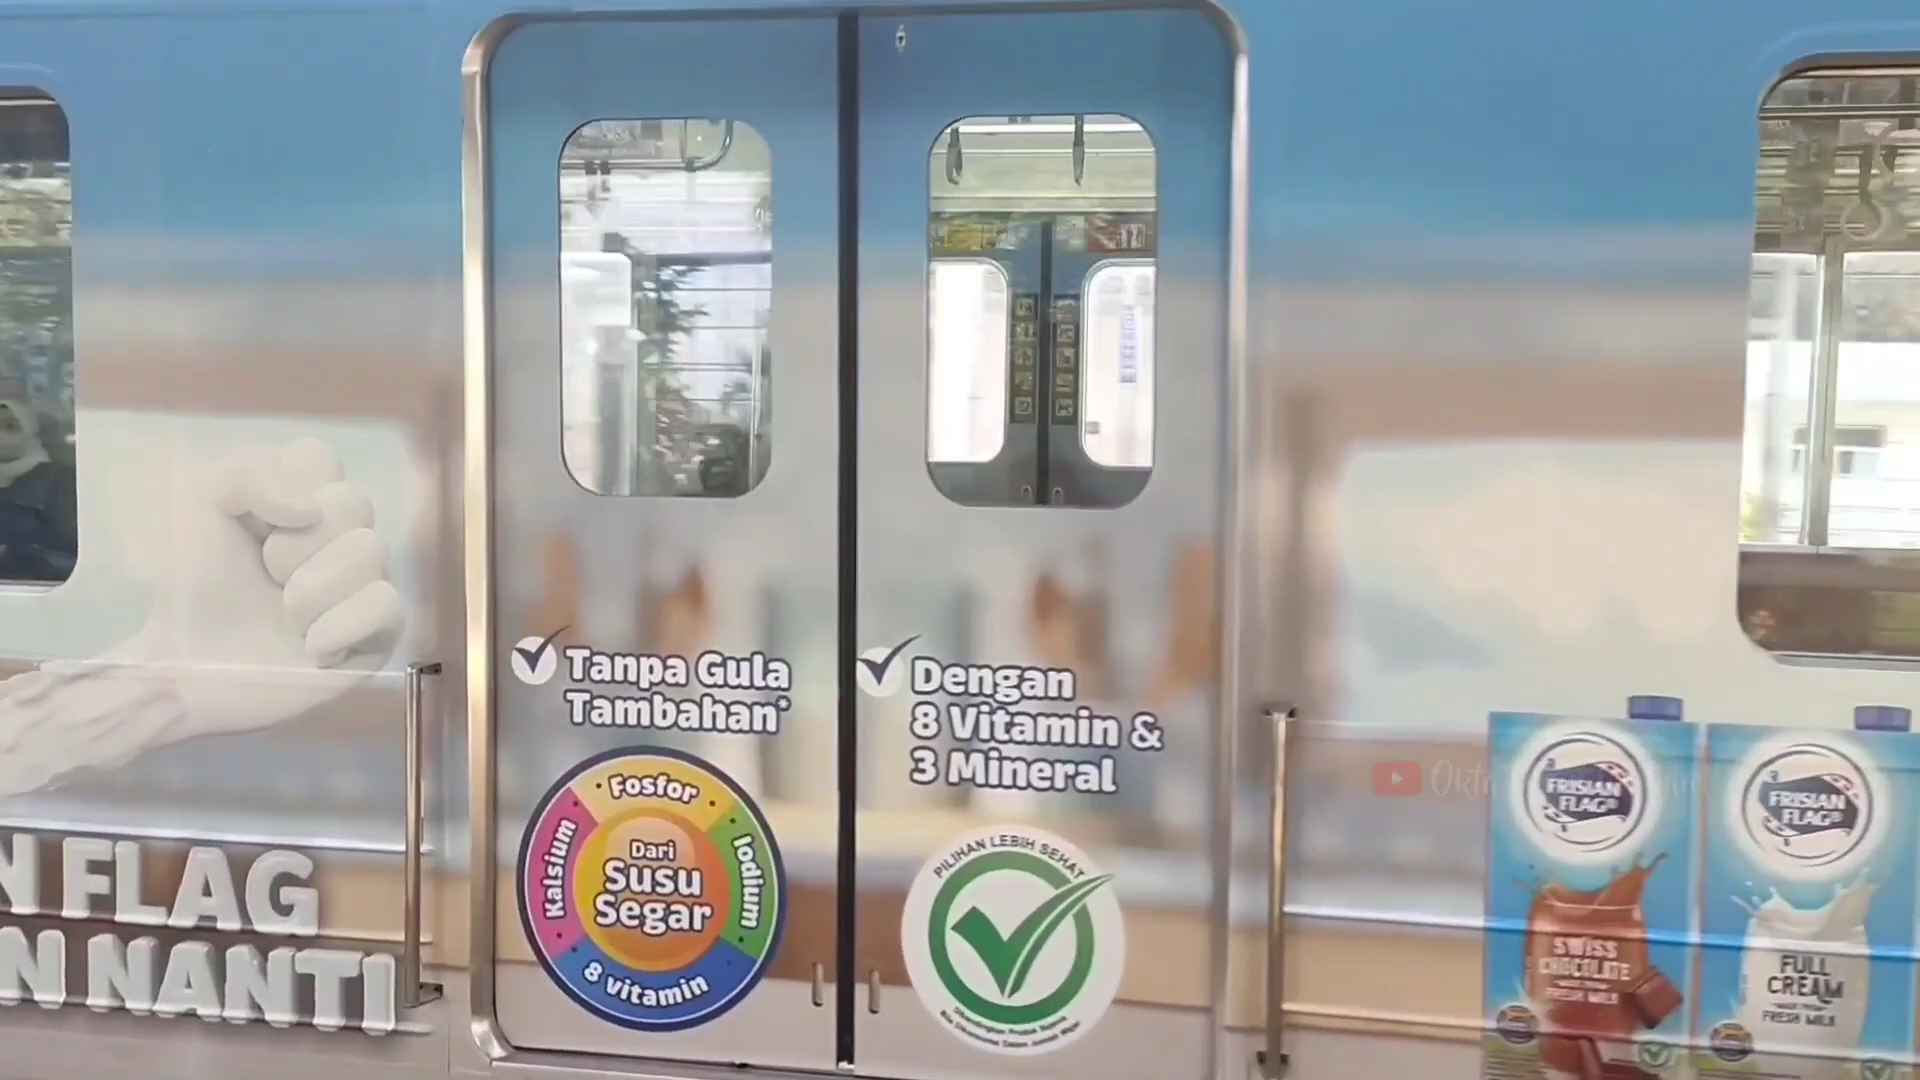 Tanpa Gula
Tambahan*
Dengan
8 Vitamin &
3 Mineral
Fosfor
Kalsium
Iodium
8 vitamin
Dari
Susu
Segar
PILIHAN LEBIH SEHAT
N FLAG
N NANTI
FRISIAN
FLAG®
SWISS
CHOCOLATE
FRESH MILK
FRISIAN
FLAG®
FULL
CREAM
FRESH MILK